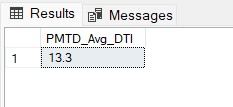 Results Messages
PMTD_Avg_DTI
1 13.3